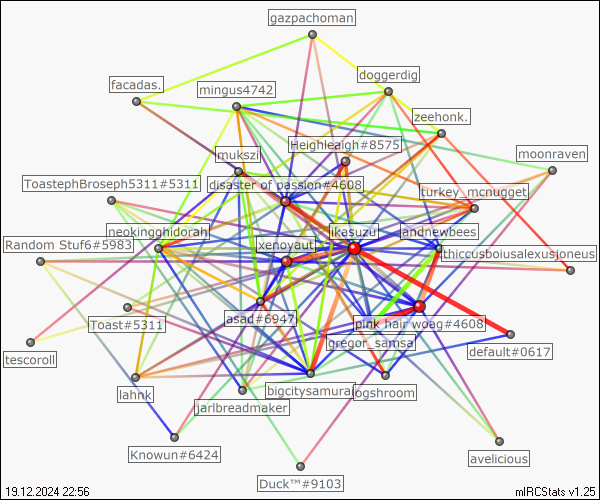 gazpachoman
doggerdig
facadas.
mingus4742
zeehonk.
Heighleaigh#8575
mukszi
moonraven
ToastephBroseph5311#5311
disaster of passion#4608
turkey_mcnugget
neokingghidorah
ikesuzu
andnewbees
Random Stuf6#5983
xenoyaut
thiccusboiusalexusjoneus
asad#6947
pink hair woag#4608
Toast#5311
gregor_samsa
default#0617
tescoroll
lahnk
bigcitysamurai
logshroom
jarlbreadmaker
Knowun#6424
avelicious
Duck™#9103
19.12.2024 22:56
mIRCStats v1.25